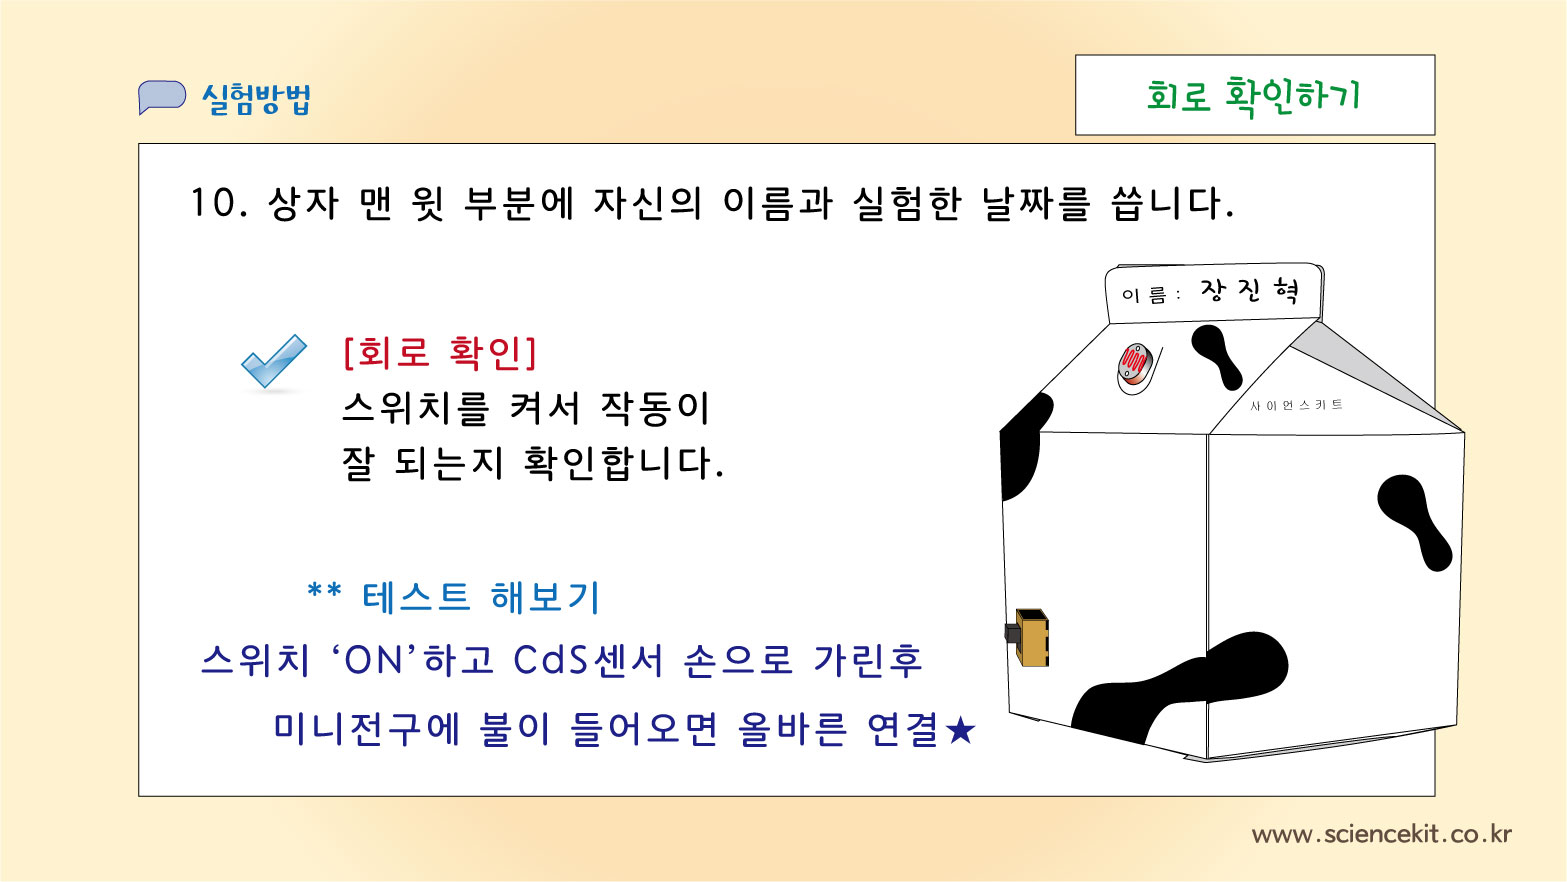 실험방법
회로 확인하기
10. 상자 맨 윗 부분에 자신의 이름과 실험한 날짜를 씁니다.
이름: 장진혁
[회로 확인]
스위치를 켜서 작동이
잘 되는지 확인합니다.
사이언스키트
** 테스트 해보기
스위치 ‘ON’하고 CdS센서 손으로 가린후
미니전구에 불이 들어오면 올바른 연결★
www.sciencekit.co.kr